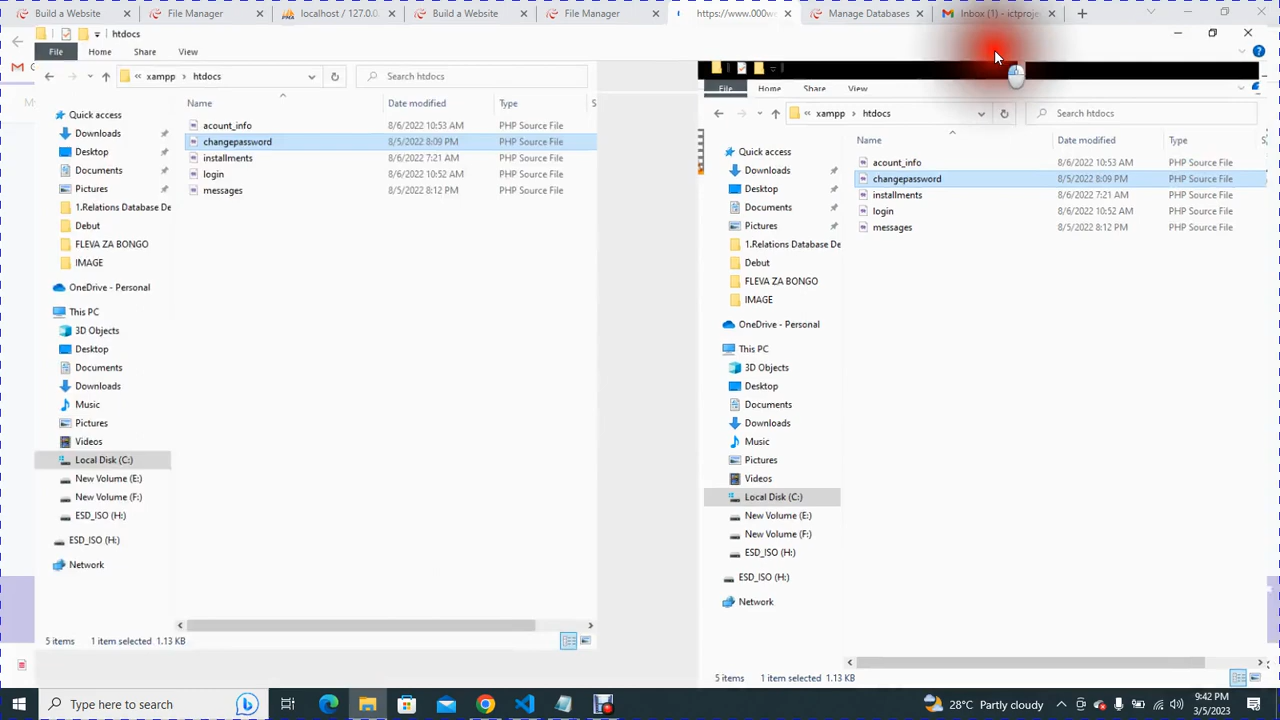 Build a Website File Manager localhost / 127.0.0. Build a Website File Manager https://www.000w Manage Databases Inbox (1) - ictproje
htdocs
File Home Share View
xampp htdocs Search htdocs
Name Date modified Type S
Quick access
Downloads
Desktop
Documents
Pictures
1.Relations Database De
Debut
FLEVA ZA BONGO
IMAGE
OneDrive - Personal
This PC
3D Objects
Desktop
Documents
Downloads
Music
Pictures
Videos
Local Disk (C:)
New Volume (E:)
New Volume (F:)
ESD_ISO (H:)
ESD_ISO (H:)
Network
acount_info 8/6/2022 10:53 AM PHP Source File
changepassword 8/5/2022 8:09 PM PHP Source File
installments 8/6/2022 7:21 AM PHP Source File
login 8/6/2022 10:52 AM PHP Source File
messages 8/5/2022 8:12 PM PHP Source File
5 items 1 item selected 1.13 KB
File Home Share View
xampp htdocs Search htdocs
Name Date modified Type S
Quick access
Downloads
Desktop
Documents
Pictures
1.Relations Database De
Debut
FLEVA ZA BONGO
IMAGE
OneDrive - Personal
This PC
3D Objects
Desktop
Documents
Downloads
Music
Pictures
Videos
Local Disk (C:)
New Volume (E:)
New Volume (F:)
ESD_ISO (H:)
ESD_ISO (H:)
Network
acount_info 8/6/2022 10:53 AM PHP Source File
changepassword 8/5/2022 8:09 PM PHP Source File
installments 8/6/2022 7:21 AM PHP Source File
login 8/6/2022 10:52 AM PHP Source File
messages 8/5/2022 8:12 PM PHP Source File
5 items 1 item selected 1.13 KB
Type here to search 28°C Partly cloudy 9:42 PM
3/5/2023